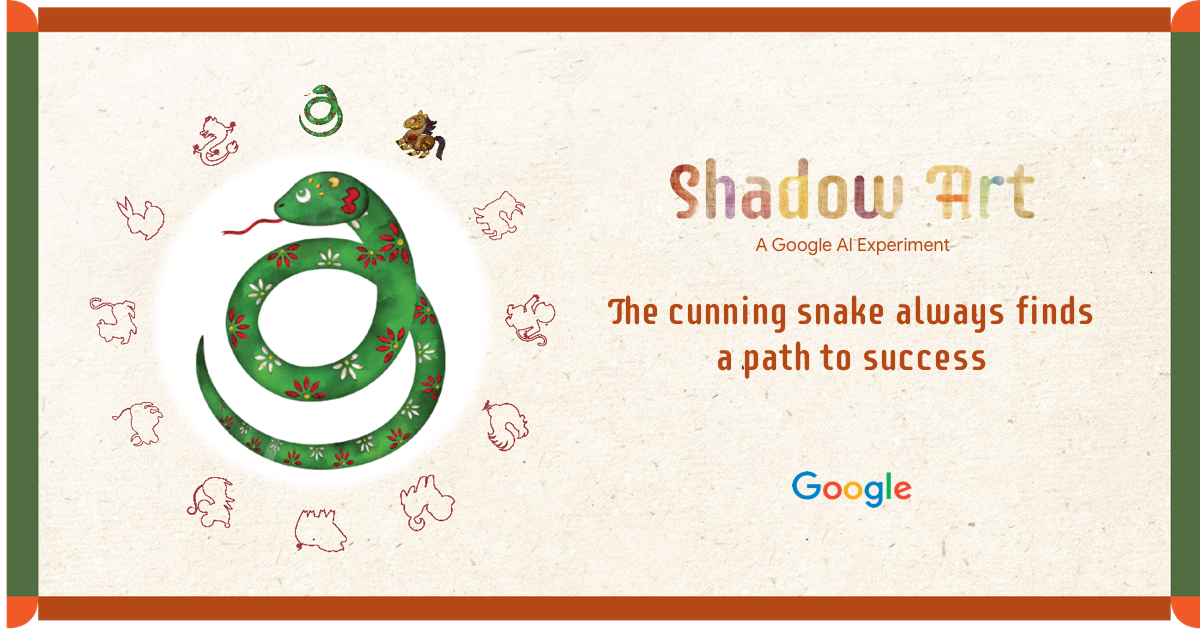 Shadow Art
A Google AI Experiment
The cunning snake always finds
a path to success
Google